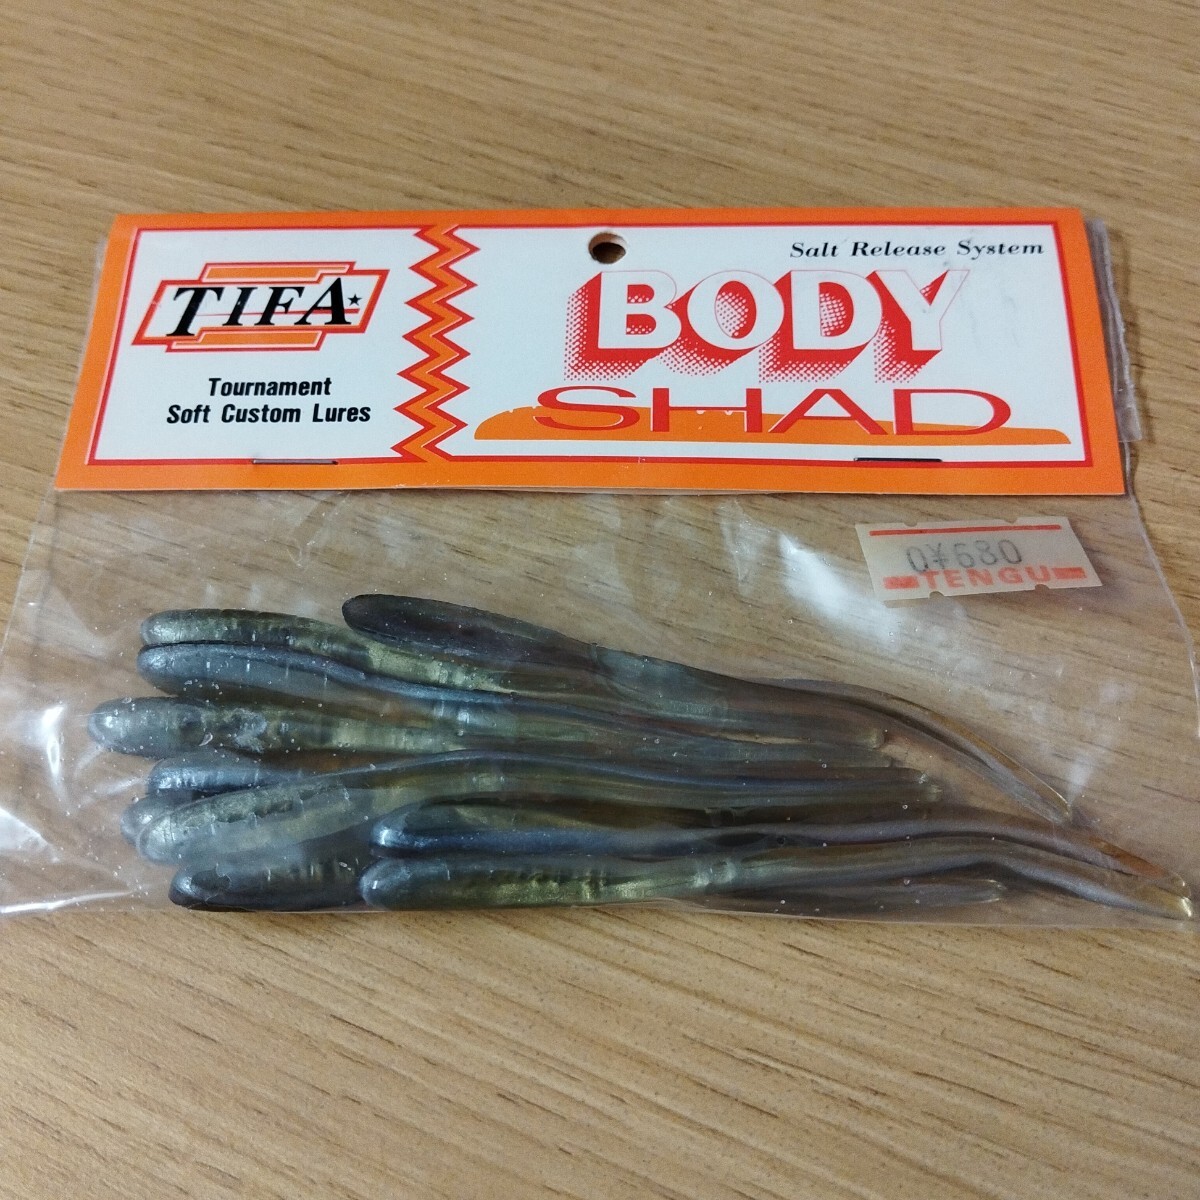 TIFA
Tournament
Soft Custom Lures
Salt Release System
BODY
SHAD
0¥680
TENGU